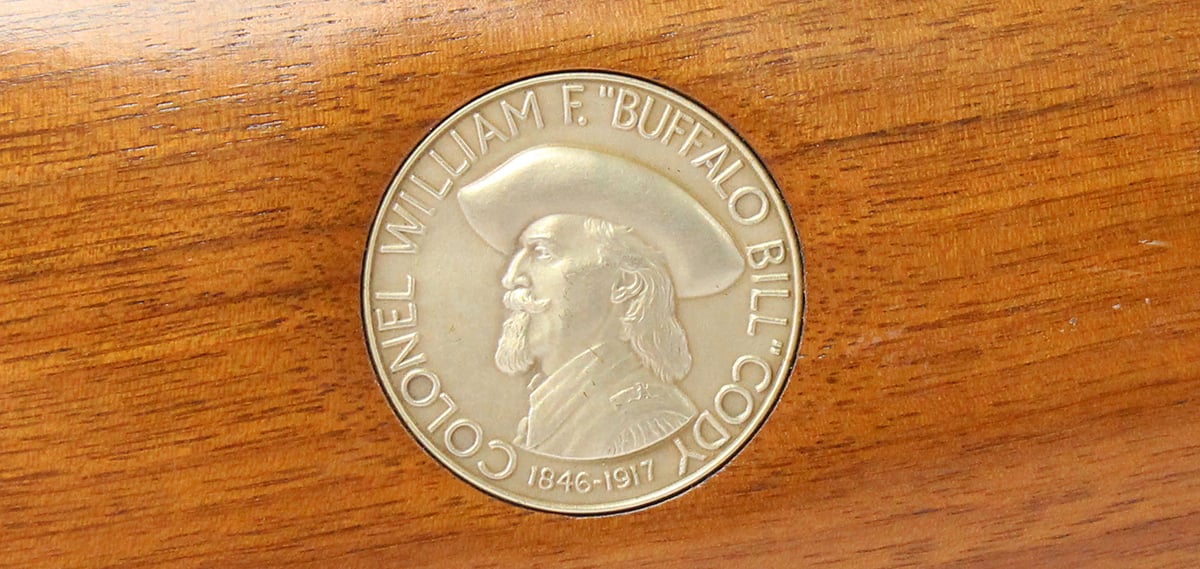 COLONEL WILLIAM F. "BUFFALO BILL" CODY
1846-1917